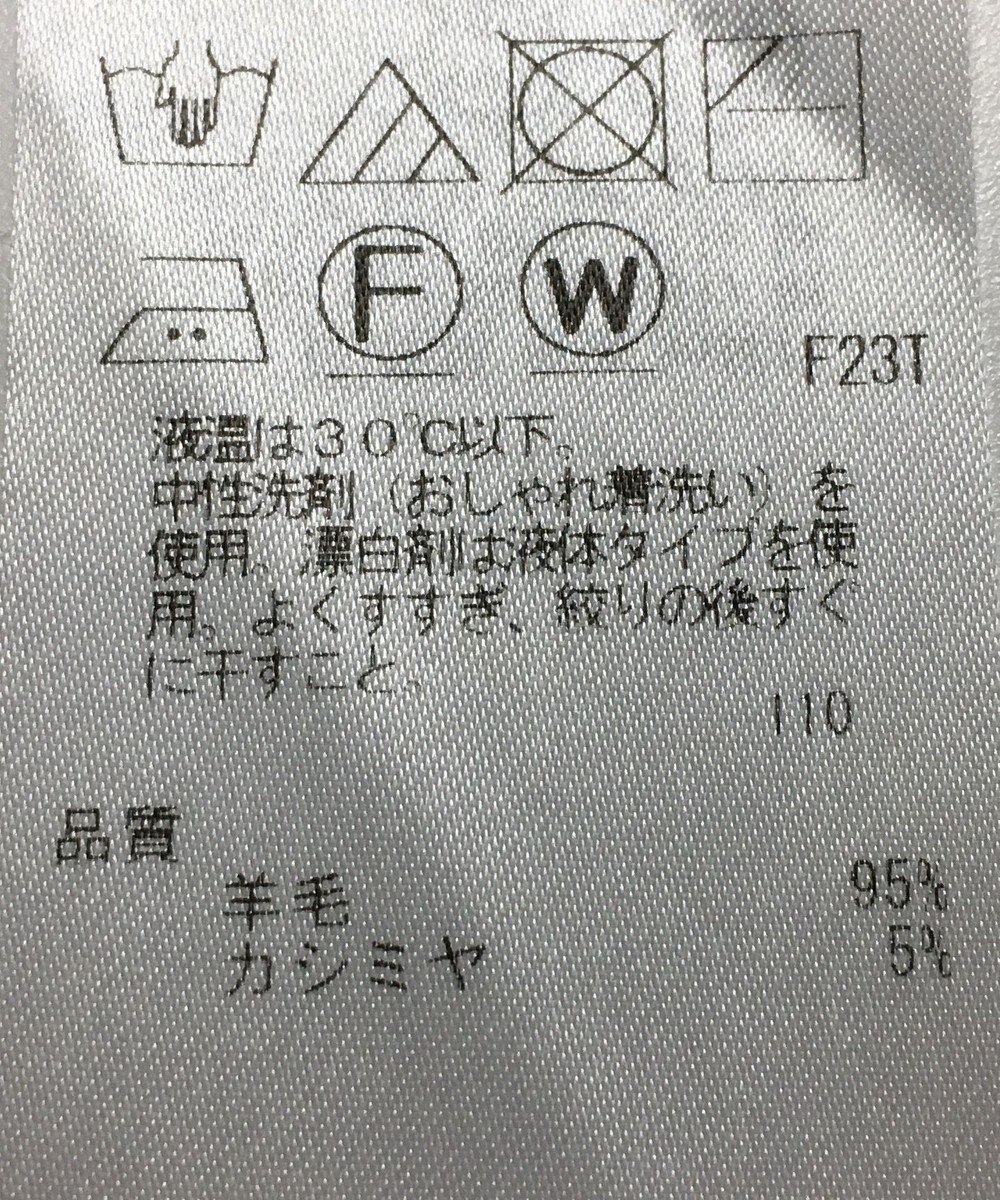 F
W
F23T
液温は30℃以下。
中性洗剤（おしゃれ着洗い）を
使用。漂白剤は液体タイプを使
用。よくすすぎ、絞りの後すぐ
に干すこと。
110
品質
羊毛 95%
カシミヤ 5%